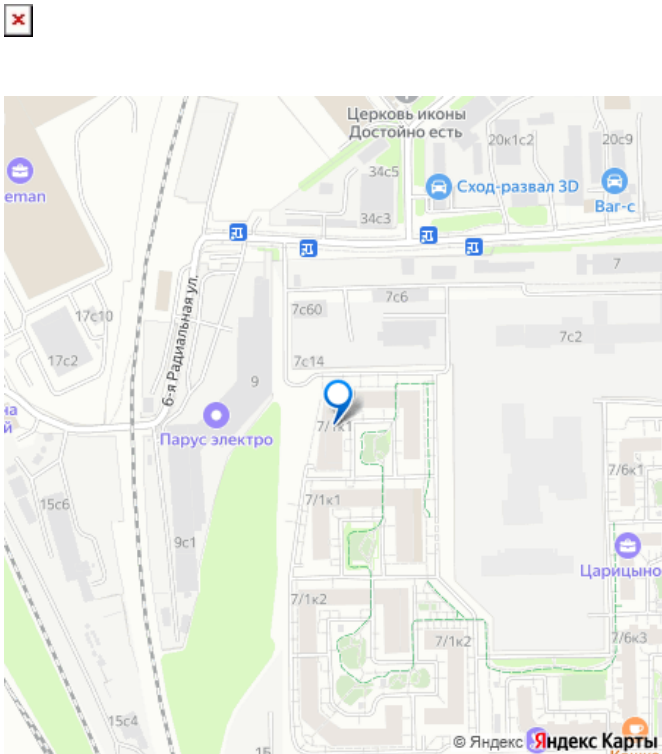 Церковь иконы
Достойно есть
20к1с2
20с9
34с5
eman
Сход-развал 3D
Ваг-с
34с3
7
6-я Радиальная ул.
17с10
7с60
7с6
7с2
17с2
7с14
9
7/1к1
Парус электро
7/6к1
7/1к1
15с6
9с1
Царицыно
7/1к2
7/1к2
7/6к3
15с4
15
© Яндекс
Яндекс Карты